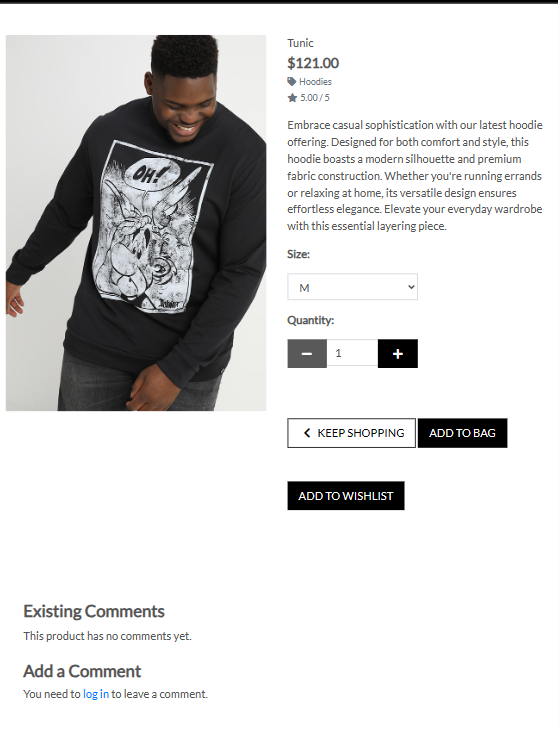 OH!
Tunic
$121.00
Hoodies
5.00 / 5
Embrace casual sophistication with our latest hoodie
offering. Designed for both comfort and style, this
hoodie boasts a modern silhouette and premium
fabric construction. Whether you're running errands
or relaxing at home, its versatile design ensures
effortless elegance. Elevate your everyday wardrobe
with this essential layering piece.
Size:
M
Quantity:
1
KEEP SHOPPING
ADD TO BAG
ADD TO WISHLIST
Existing Comments
This product has no comments yet.
Add a Comment
You need to log in to leave a comment.